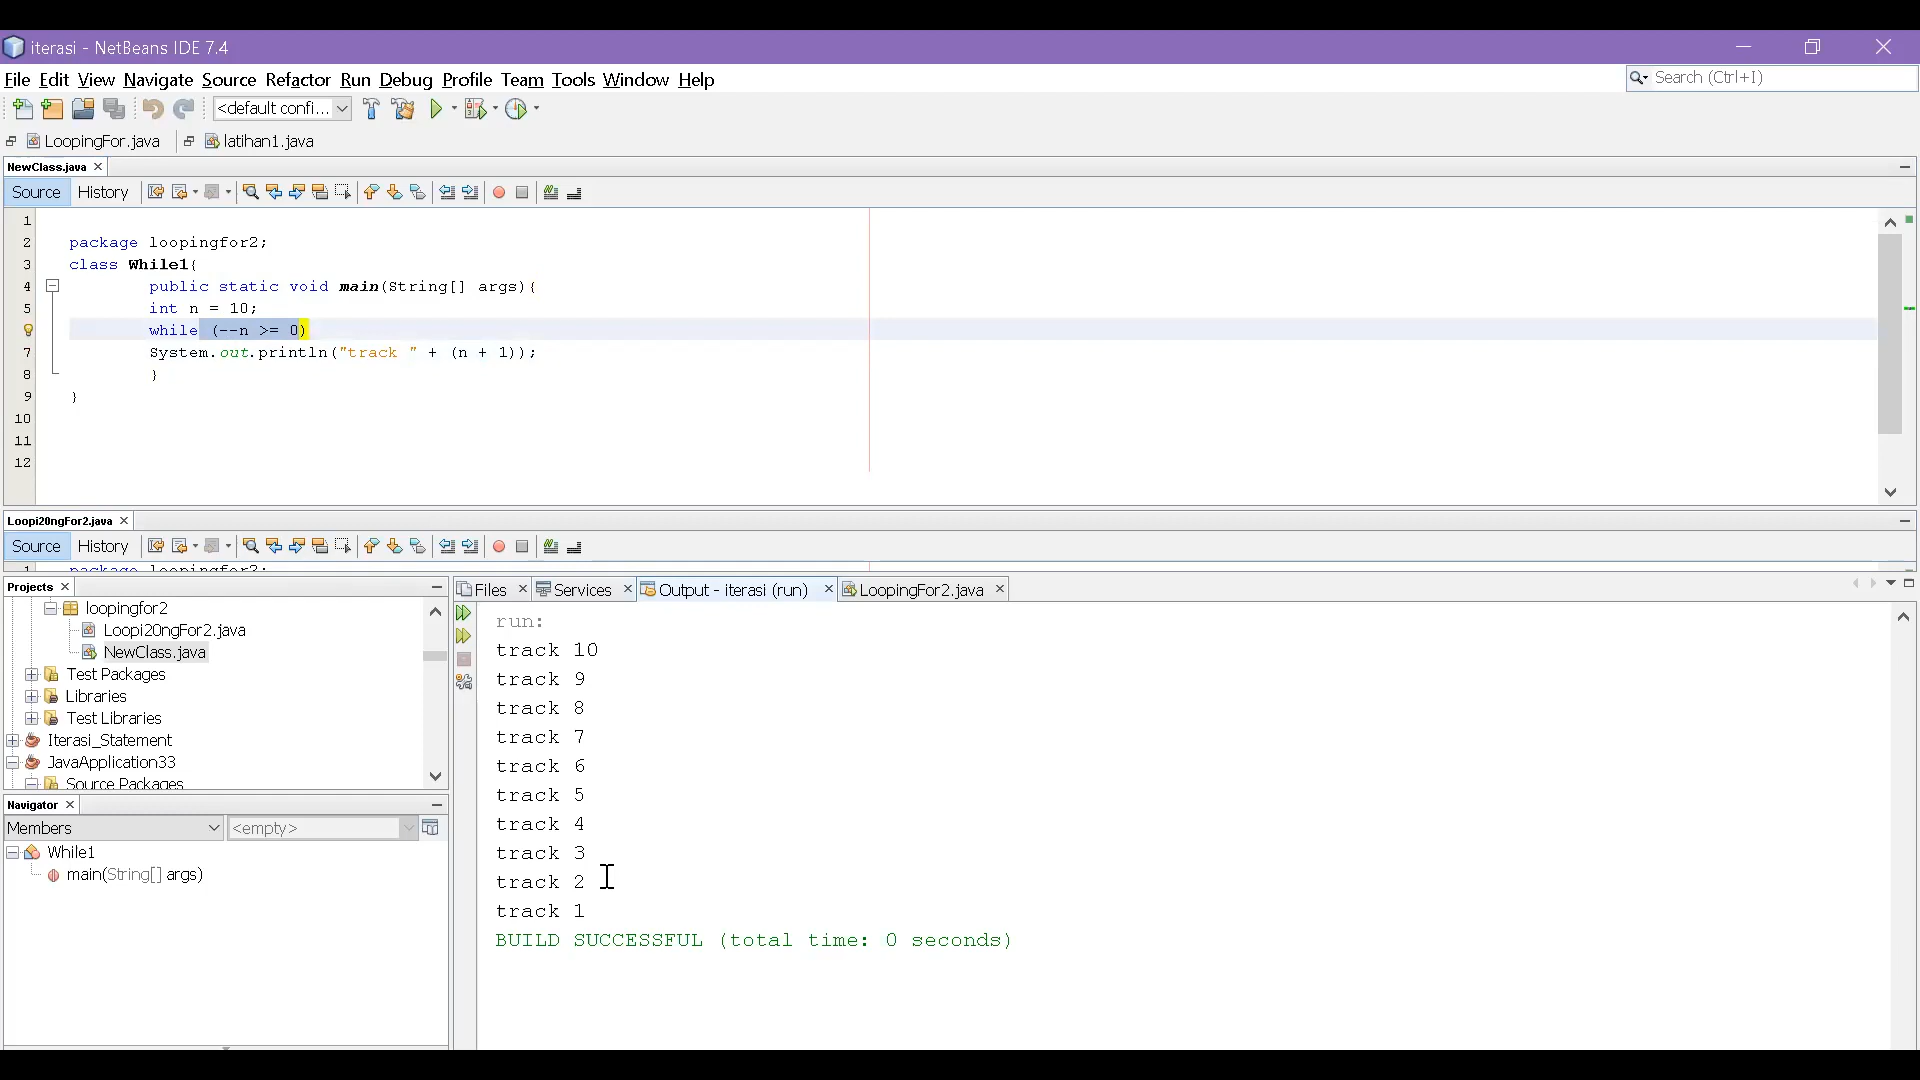 iterasi - NetBeans IDE 7.4
File Edit View Navigate Source Refactor Run Debug Profile Team Tools Window Help
Search (Ctrl+I)
<default confi...
LoopingFor.java latihan1.java
NewClass.java
Source History
1
2 package loopingfor2;
3 class While1{
4 public static void main(String[] args){
5 int n = 10;
while (--n >= 0)
7 System.out.println("track " + (n + 1));
8 }
9 }
10
11
12
Loopi20ngFor2.java
Source History
1 package loopingfor2;
Projects
loopingfor2
Loopi20ngFor2.java
NewClass.java
Test Packages
Libraries
Test Libraries
Iterasi_Statement
JavaApplication33
Source Packages
Navigator
Members <empty>
While1
main(String[] args)
Files Services Output - iterasi (run) LoopingFor2.java
run:
track 10
track 9
track 8
track 7
track 6
track 5
track 4
track 3
track 2
track 1
BUILD SUCCESSFUL (total time: 0 seconds)